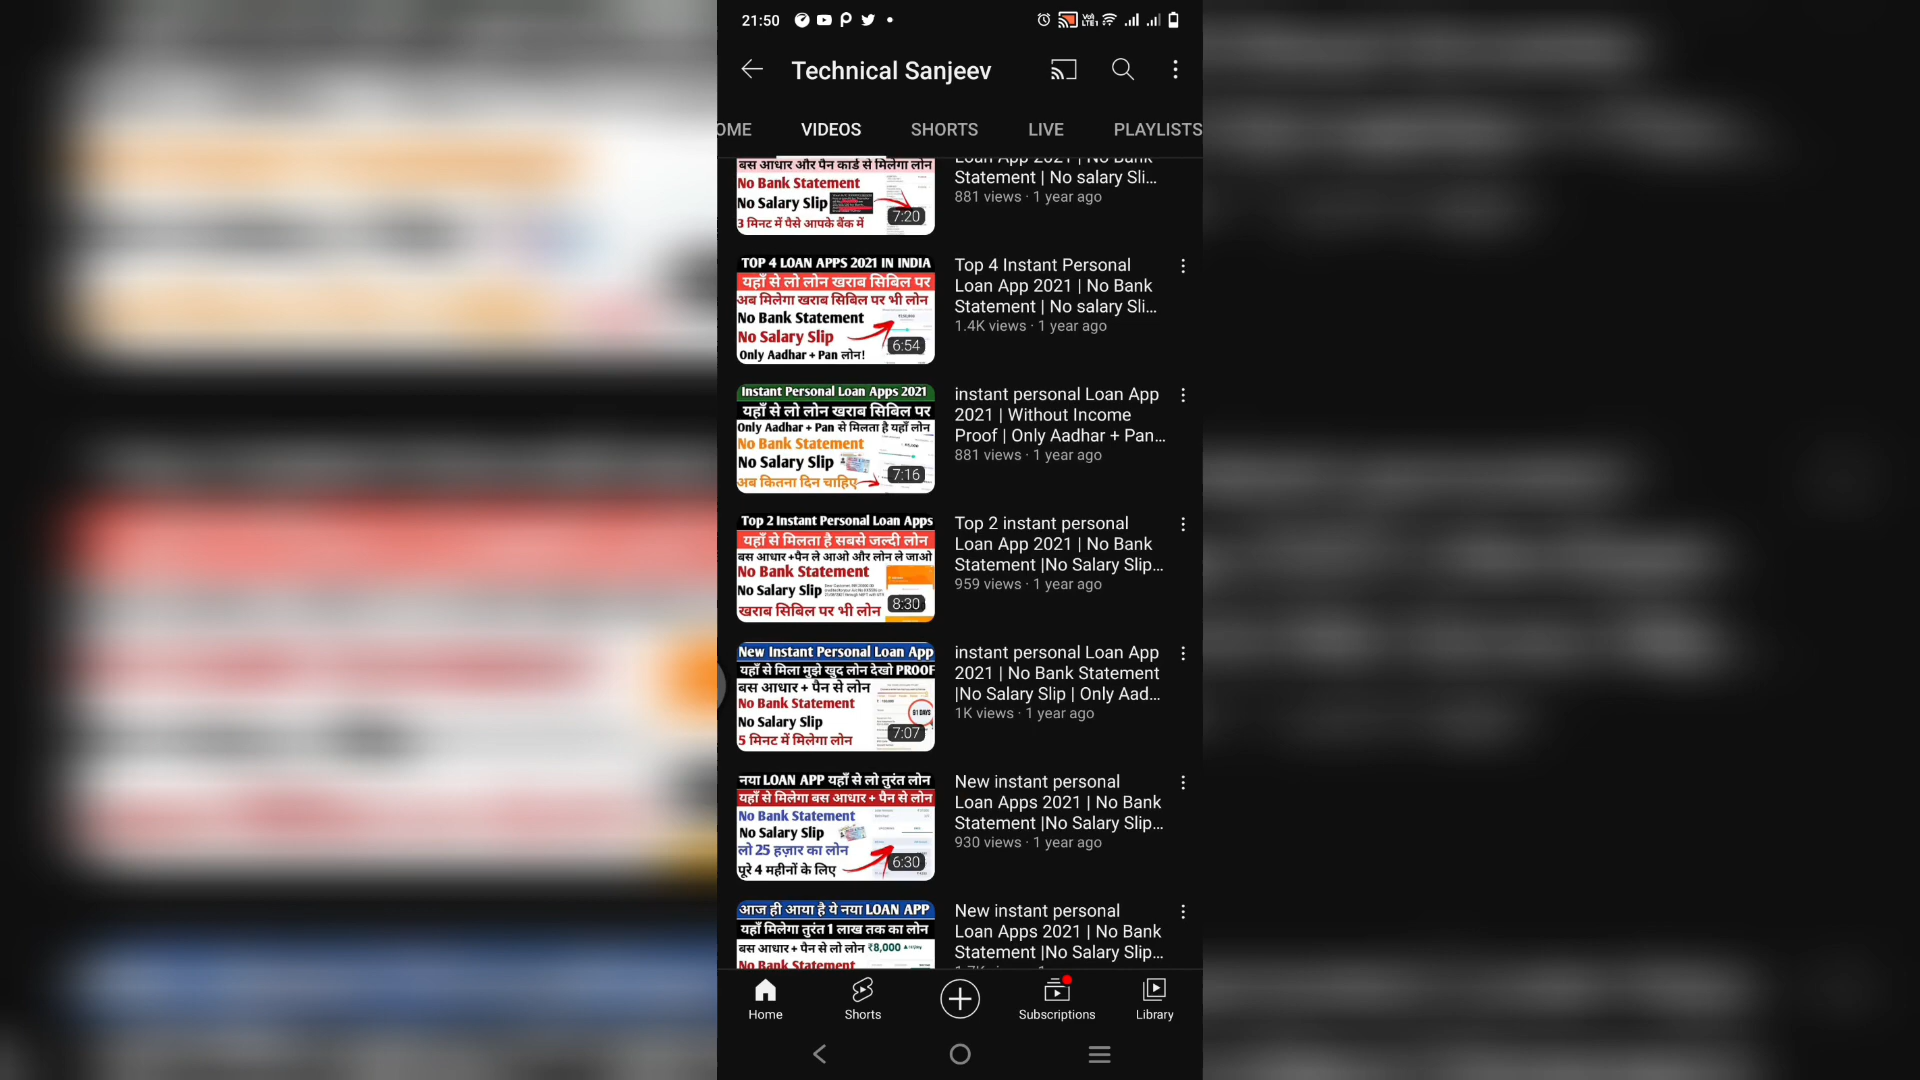 21:50
Technical Sanjeev
OME VIDEOS SHORTS LIVE PLAYLISTS
बस आधार और पैन कार्ड से मिलेगा लोन
No Bank Statement
No Salary Slip
3 मिनट में पैसे आपके बैंक में
7:20
Loan App 2021 | No Bank
Statement | No salary Sli...
881 views · 1 year ago
TOP 4 LOAN APPS 2021 IN INDIA
यहाँ से लो लोन खराब सिबिल पर
अब मिलेगा खराब सिबिल पर भी लोन
No Bank Statement
No Salary Slip
Only Aadhar + Pan लोन!
6:54
Top 4 Instant Personal
Loan App 2021 | No Bank
Statement | No salary Sli...
1.4K views · 1 year ago
Instant Personal Loan Apps 2021
यहाँ से लो लोन खराब सिबिल पर
Only Aadhar + Pan से मिलता है यहाँ लोन
No Bank Statement
No Salary Slip
अब कितना दिन चाहिए
7:16
instant personal Loan App
2021 | Without Income
Proof | Only Aadhar + Pan...
881 views · 1 year ago
Top 2 Instant Personal Loan Apps
यहाँ से मिलता है सबसे जल्दी लोन
बस आधार +पैन ले आओ और लोन ले जाओ
No Bank Statement
No Salary Slip
खराब सिबिल पर भी लोन
8:30
Top 2 instant personal
Loan App 2021 | No Bank
Statement |No Salary Slip...
959 views · 1 year ago
New Instant Personal Loan App
यहाँ से मिला मुझे खुद लोन देखो PROOF
बस आधार + पैन से लोन
No Bank Statement
No Salary Slip
5 मिनट में मिलेगा लोन
61 DAYS
7:07
instant personal Loan App
2021 | No Bank Statement
|No Salary Slip | Only Aad...
1K views · 1 year ago
नया LOAN APP यहाँ से लो तुरंत लोन
यहाँ से मिलेगा बस आधार + पैन से लोन
No Bank Statement
No Salary Slip
लो 25 हज़ार का लोन
पूरे 4 महीनों के लिए
6:30
New instant personal
Loan Apps 2021 | No Bank
Statement |No Salary Slip...
930 views · 1 year ago
आज ही आया है ये नया LOAN APP
यहाँ मिलेगा तुरंत 1 लाख तक का लोन
बस आधार + पैन से लो लोन ₹8,000
No Bank Statement
New instant personal
Loan Apps 2021 | No Bank
Statement |No Salary Slip...
Home Shorts Subscriptions Library